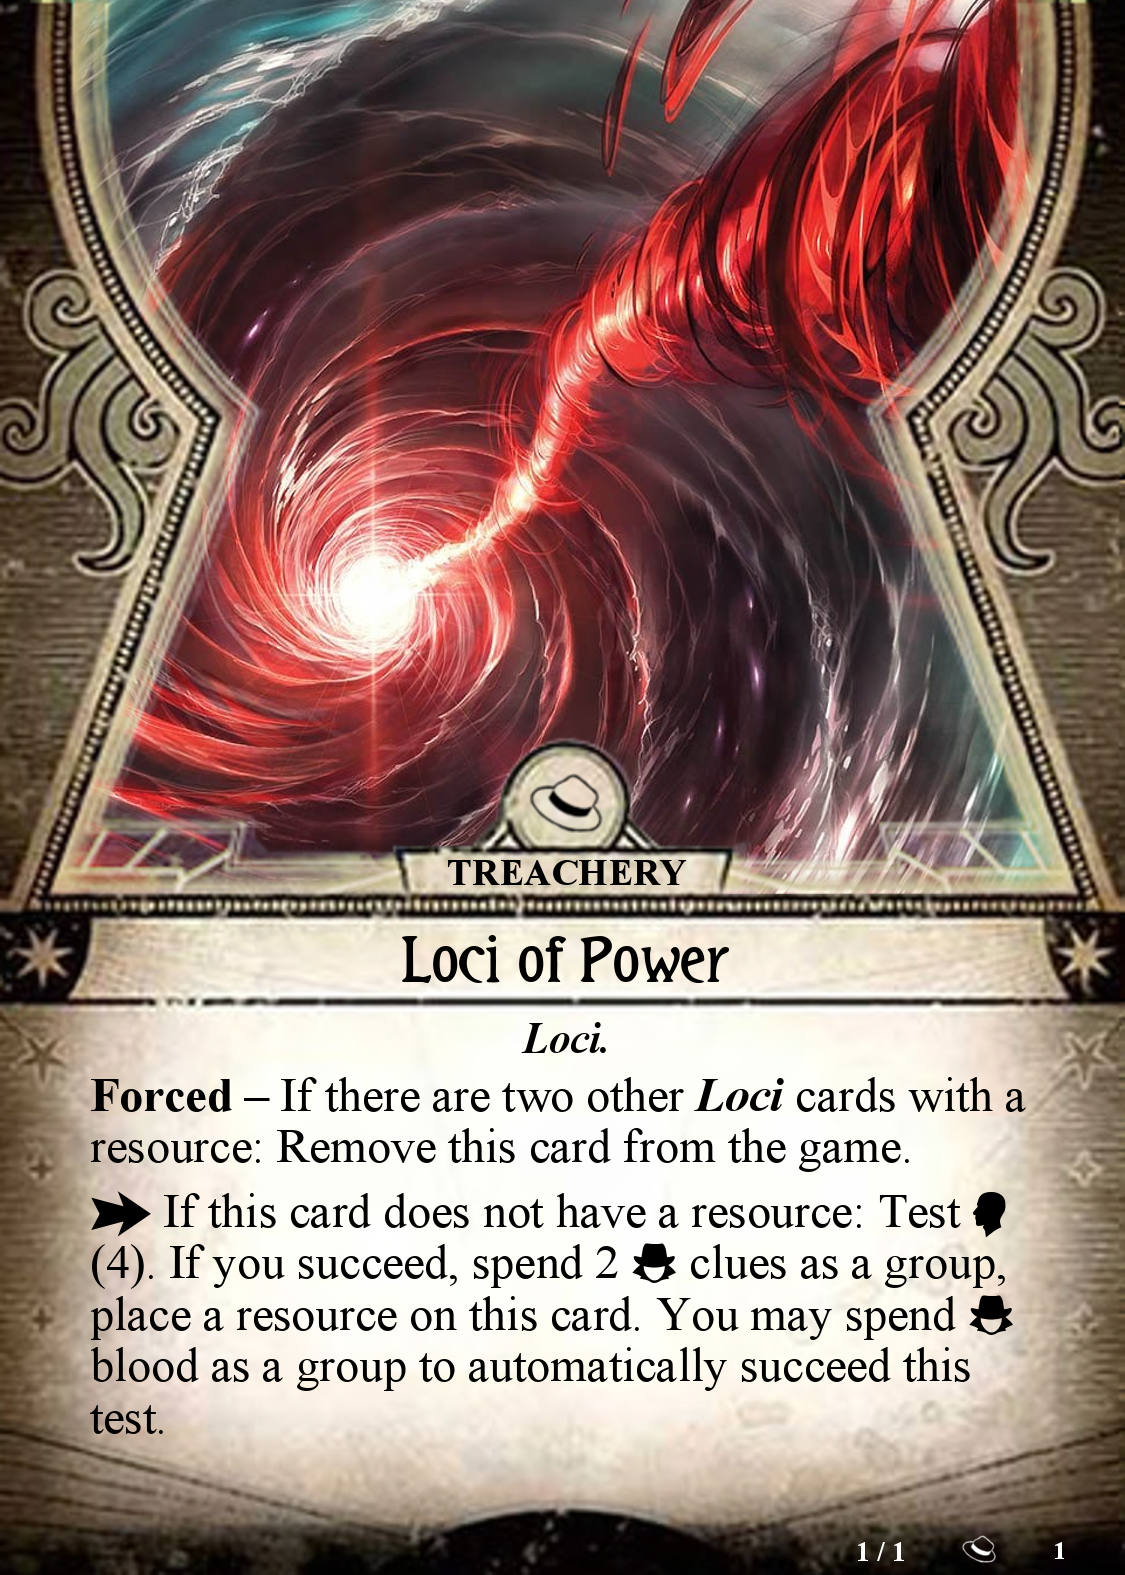 TREACHERY
Loci of Power
Loci.
Forced – If there are two other Loci cards with a
resource: Remove this card from the game.
If this card does not have a resource: Test
(4). If you succeed, spend 2 clues as a group,
place a resource on this card. You may spend
blood as a group to automatically succeed this
test.
1 / 1 1